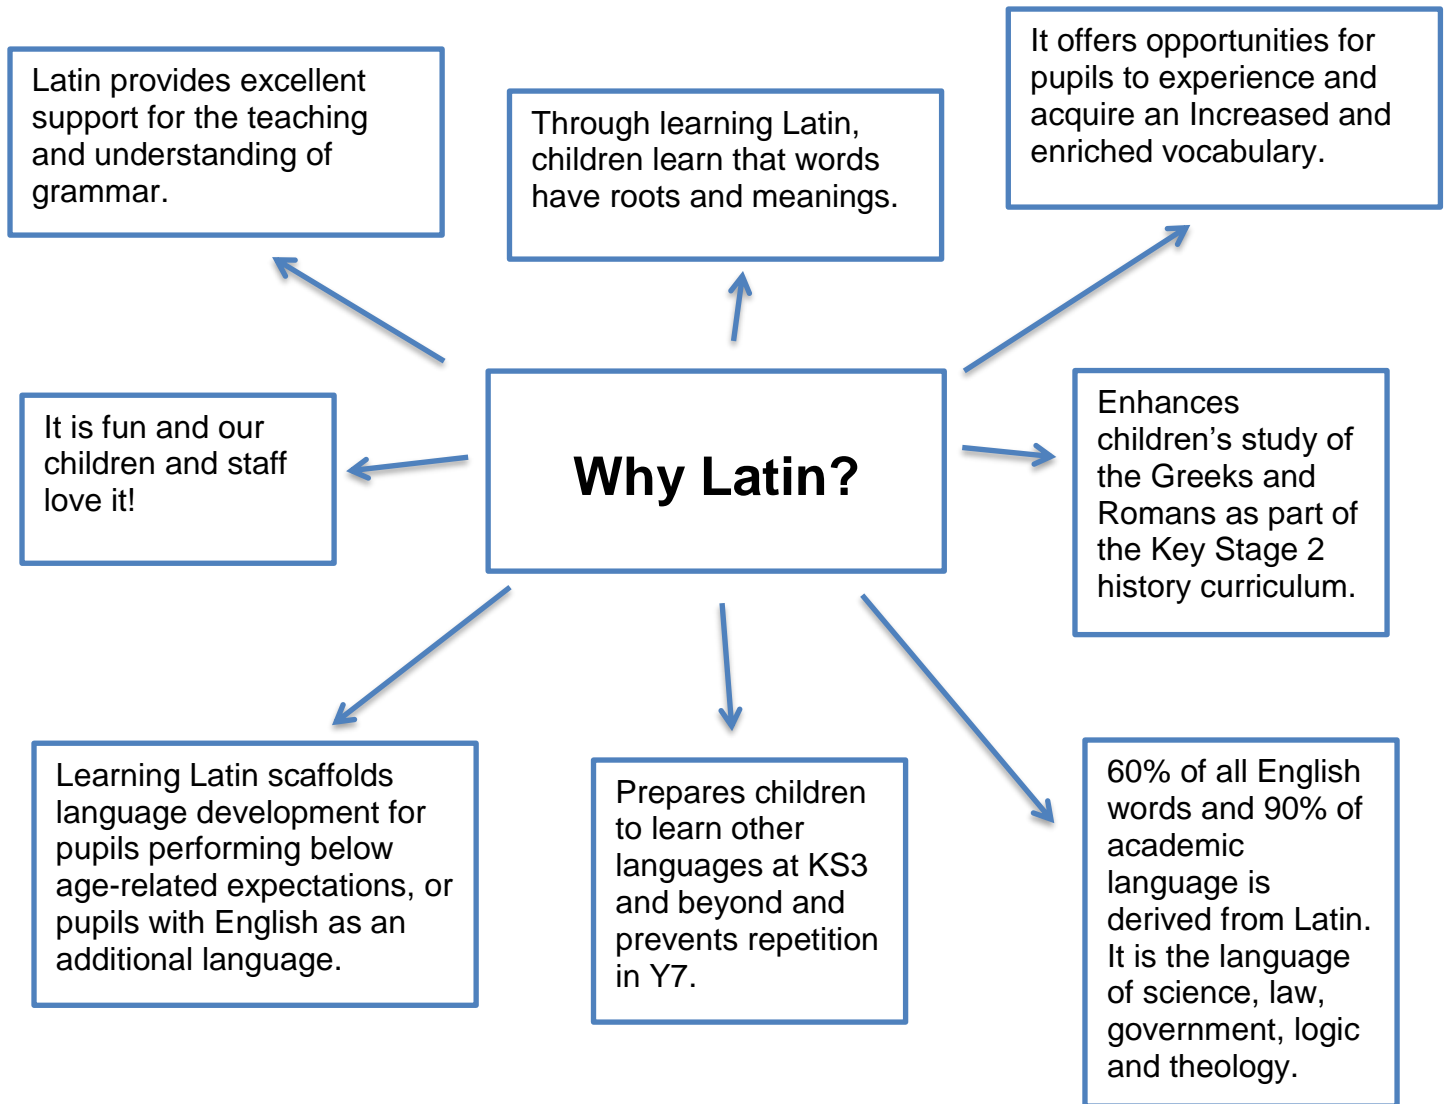 Latin provides excellent
support for the teaching
and understanding of
grammar.
Through learning Latin,
children learn that words
have roots and meanings.
It offers opportunities for
pupils to experience and
acquire an Increased and
enriched vocabulary.
It is fun and our
children and staff
love it!
Why Latin?
Enhances
children’s study of
the Greeks and
Romans as part of
the Key Stage 2
history curriculum.
Learning Latin scaffolds
language development for
pupils performing below
age-related expectations, or
pupils with English as an
additional language.
Prepares children
to learn other
languages at KS3
and beyond and
prevents repetition
in Y7.
60% of all English
words and 90% of
academic
language is
derived from Latin.
It is the language
of science, law,
government, logic
and theology.